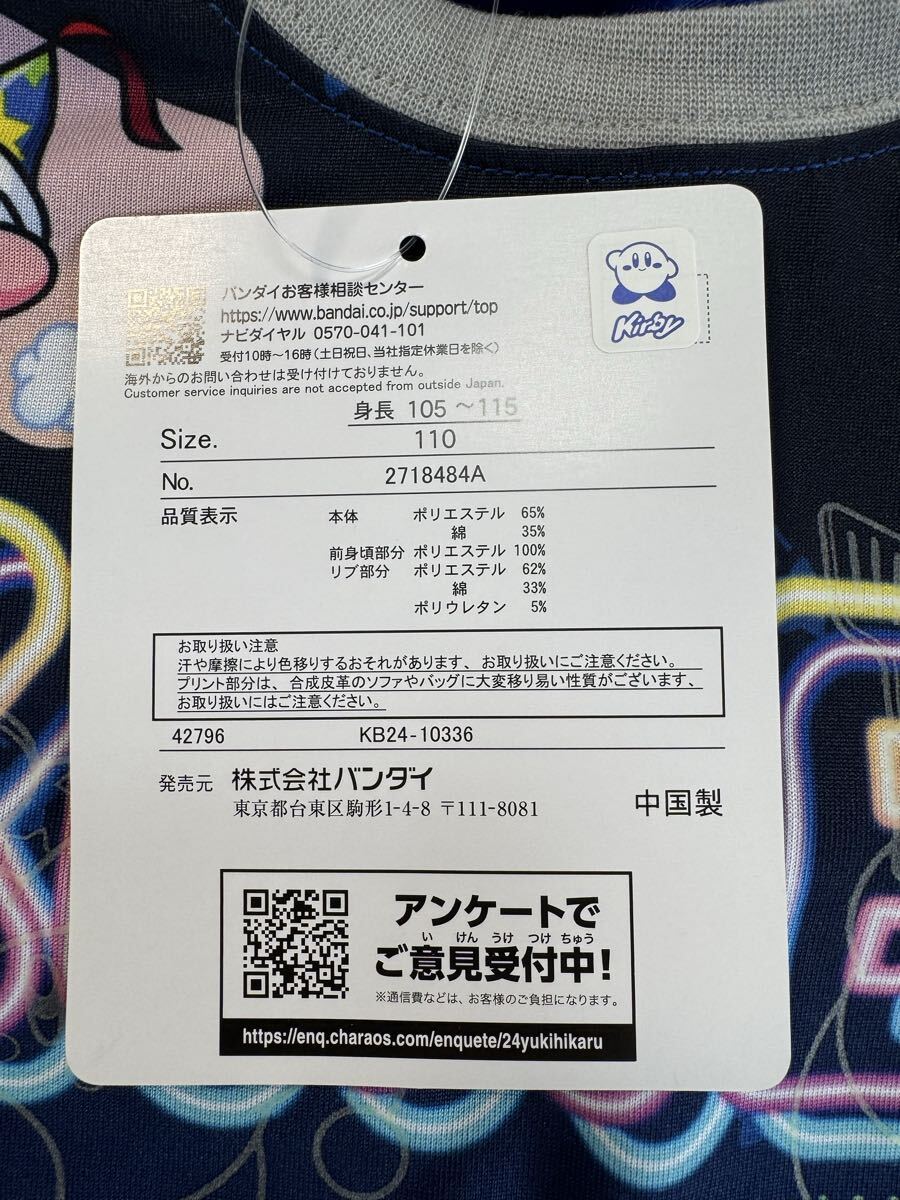 バンダイお客様相談センター
https://www.bandai.co.jp/support/top
ナビダイヤル 0570-041-101
受付10時～16時（土日祝日、当社指定休業日を除く）
海外からのお問い合わせは受け付けておりません。
Customer service inquiries are not accepted from outside Japan.
Kirby
身長 105 ～115
Size. 110
No. 2718484A
品質表示 本体 ポリエステル 65%
綿 35%
前身頃部分 ポリエステル 100%
リブ部分 ポリエステル 62%
綿 33%
ポリウレタン 5%
お取り扱い注意
汗や摩擦により色移りするおそれがあります、お取り扱いにご注意ください。
プリント部分は、合成皮革のソファやバッグに大変移り易い性質がございます、
お取り扱いにはご注意ください。
42796 KB24-10336
発売元 株式会社バンダイ
東京都台東区駒形1-4-8 〒111-8081
中国製
アンケートで
い けん うけ つけ ちゅう
ご意見受付中！
※通信費などは、お客様のご負担になります。
https://enq.charaos.com/enquete/24yukihikaru